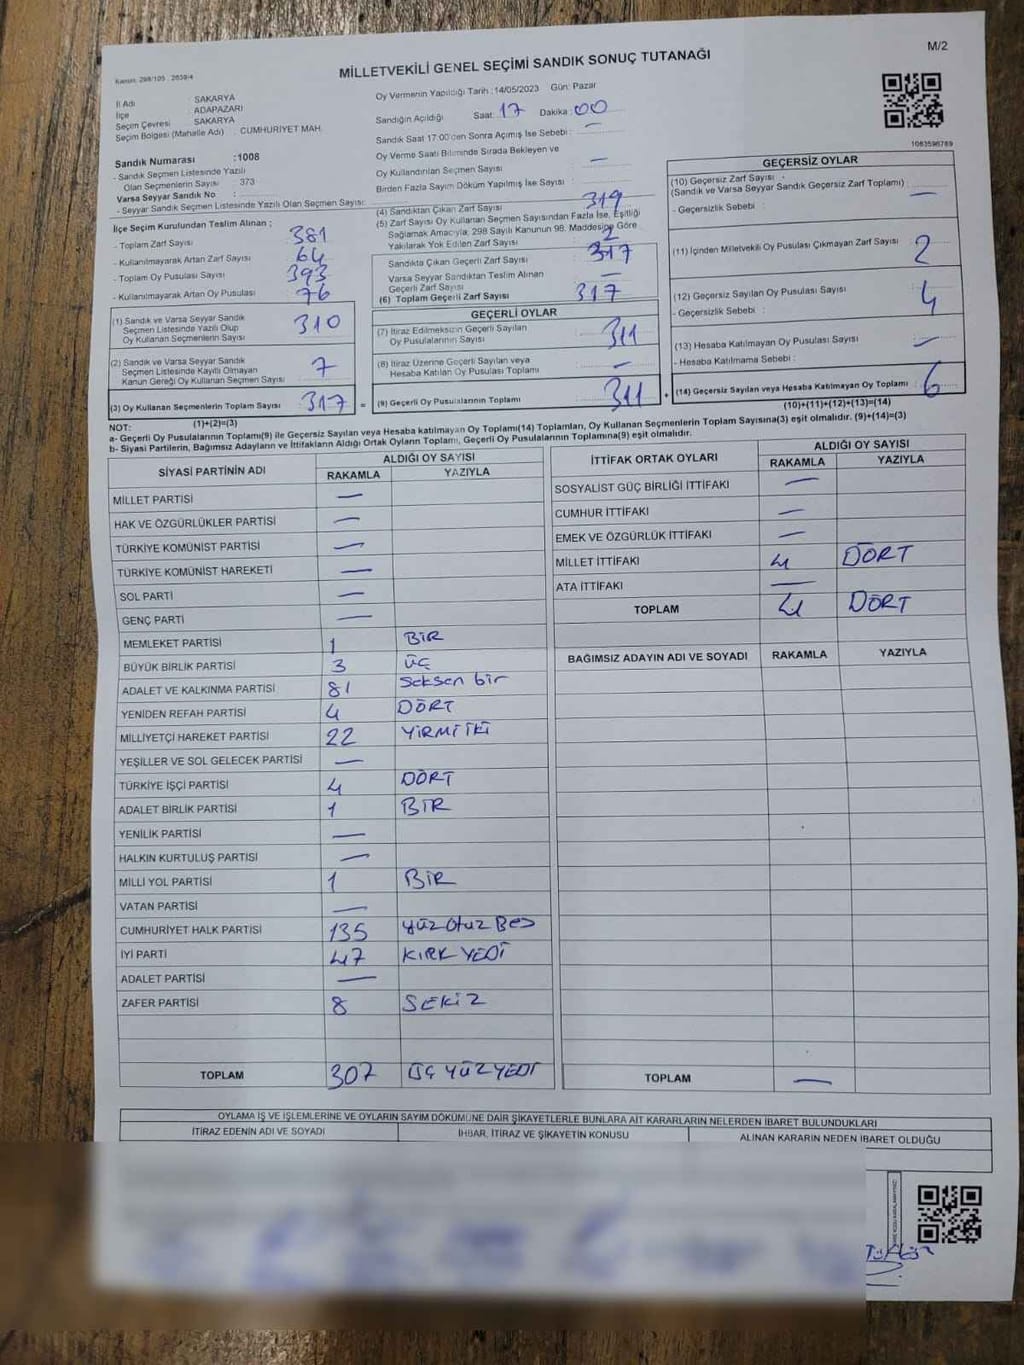 M/2
Kanun: 298/105 , 2839/4
MİLLETVEKİLİ GENEL SEÇİMİ SANDIK SONUÇ TUTANAĞI
İl Adı : SAKARYA
İlçe : ADAPAZARI
Seçim Çevresi : SAKARYA
Seçim Bölgesi (Mahalle Adı) : CUMHURİYET MAH.
Sandık Numarası :1008
- Sandık Seçmen Listesinde Yazılı
Olan Seçmenlerin Sayısı : 373
Varsa Seyyar Sandık No :
- Seyyar Sandık Seçmen Listesinde Yazılı Olan Seçmen Sayısı:
Oy Vermenin Yapıldığı Tarih :14/05/2023 Gün: Pazar
Sandığın Açıldığı Saat: 17 Dakika: 00
Sandık Saat 17:00'den Sonra Açımış İse Sebebi : —
Oy Verme Saati Bitiminde Sırada Bekleyen ve
Oy Kullandırılan Seçmen Sayısı : —
Birden Fazla Sayım Döküm Yapılmış İse Sayısı :
1083596789
İlçe Seçim Kurulundan Teslim Alınan ;
- Toplam Zarf Sayısı 381
- Kullanılmayarak Artan Zarf Sayısı 64
- Toplam Oy Pusulası Sayısı 393
- Kullanılmayarak Artan Oy Pusulası 76
(1) Sandık ve Varsa Seyyar Sandık
Seçmen Listesinde Yazılı Olup
Oy Kullanan Seçmenlerin Sayısı 310
(2) Sandık ve Varsa Seyyar Sandık
Seçmen Listesinde Kayıtlı Olmayan
Kanun Gereği Oy Kullanan Seçmen Sayısı 7
(3) Oy Kullanan Seçmenlerin Toplam Sayısı 317 =
(1)+(2)=(3)
(4) Sandıktan Çıkan Zarf Sayısı 319
(5) Zarf Sayısı Oy Kullanan Seçmen Sayısından Fazla İse, Eşitliği
Sağlamak Amacıyla; 298 Sayılı Kanunun 98. Maddesine Göre
Yakılarak Yok Edilen Zarf Sayısı : 2
Sandıkta Çıkan Geçerli Zarf Sayısı 317
Varsa Seyyar Sandıktan Teslim Alınan
Geçerli Zarf Sayısı —
(6) Toplam Geçerli Zarf Sayısı 317
GEÇERLİ OYLAR
(7) İtiraz Edilmeksizin Geçerli Sayılan
Oy Pusulalarının Sayısı 311
(8) İtiraz Üzerine Geçerli Sayılan veya
Hesaba Katılan Oy Pusulası Toplamı —
(9) Geçerli Oy Pusulalarının Toplamı 311 +
GEÇERSİZ OYLAR
(10) Geçersiz Zarf Sayısı
(Sandık ve Varsa Seyyar Sandık Geçersiz Zarf Toplamı) —
- Geçersizlik Sebebi :
(11) İçinden Milletvekili Oy Pusulası Çıkmayan Zarf Sayısı 2
(12) Geçersiz Sayılan Oy Pusulası Sayısı 4
- Geçersizlik Sebebi :
(13) Hesaba Katılmayan Oy Pusulası Sayısı —
- Hesaba Katılmama Sebebi :
(14) Geçersiz Sayılan veya Hesaba Katılmayan Oy Toplamı 6
(10)+(11)+(12)+(13)=(14)
NOT:
a- Geçerli Oy Pusulalarının Toplamı(9) ile Geçersiz Sayılan veya Hesaba katılmayan Oy Toplamı(14) Toplamları, Oy Kullanan Seçmenlerin Toplam Sayısına(3) eşit olmalıdır. (9)+(14)=(3)
b- Siyasi Partilerin, Bağımsız Adayların ve İttifakların Aldığı Ortak Oyların Toplamı, Geçerli Oy Pusulalarının Toplamına(9) eşit olmalıdır.
SİYASİ PARTİNİN ADI ALDIĞI OY SAYISI
RAKAMLA YAZIYLA
MİLLET PARTİSİ —
HAK VE ÖZGÜRLÜKLER PARTİSİ —
TÜRKİYE KOMÜNİST PARTİSİ —
TÜRKİYE KOMÜNİST HAREKETİ —
SOL PARTİ —
GENÇ PARTİ —
MEMLEKET PARTİSİ 1 BİR
BÜYÜK BİRLİK PARTİSİ 3 üç
ADALET VE KALKINMA PARTİSİ 81 Seksen bir
YENİDEN REFAH PARTİSİ 4 DÖRT
MİLLİYETÇİ HAREKET PARTİSİ 22 YİRMİ İKİ
YEŞİLLER VE SOL GELECEK PARTİSİ —
TÜRKİYE İŞÇİ PARTİSİ 4 DÖRT
ADALET BİRLİK PARTİSİ 1 BİR
YENİLİK PARTİSİ —
HALKIN KURTULUŞ PARTİSİ —
MİLLİ YOL PARTİSİ 1 BİR
VATAN PARTİSİ —
CUMHURİYET HALK PARTİSİ 135 yüz Otuz Beş
İYİ PARTİ 47 KIRK YEDİ
ADALET PARTİSİ —
ZAFER PARTİSİ 8 SEKİZ
TOPLAM 307 ÜÇ YÜZ YEDİ
İTTİFAK ORTAK OYLARI ALDIĞI OY SAYISI
RAKAMLA YAZIYLA
SOSYALİST GÜÇ BİRLİĞİ İTTİFAKI —
CUMHUR İTTİFAKI —
EMEK VE ÖZGÜRLÜK İTTİFAKI —
MİLLET İTTİFAKI 4 DÖRT
ATA İTTİFAKI —
TOPLAM 4 DÖRT
BAĞIMSIZ ADAYIN ADI VE SOYADI RAKAMLA YAZIYLA
TOPLAM —
OYLAMA İŞ VE İŞLEMLERİNE VE OYLARIN SAYIM DÖKÜMÜNE DAİR ŞİKAYETLERLE BUNLARA AİT KARARLARIN NELERDEN İBARET BULUNDUKLARI
İTİRAZ EDENİN ADI VE SOYADI İHBAR, İTİRAZ VE ŞİKAYETİN KONUSU ALINAN KARARIN NEDEN İBARET OLDUĞU